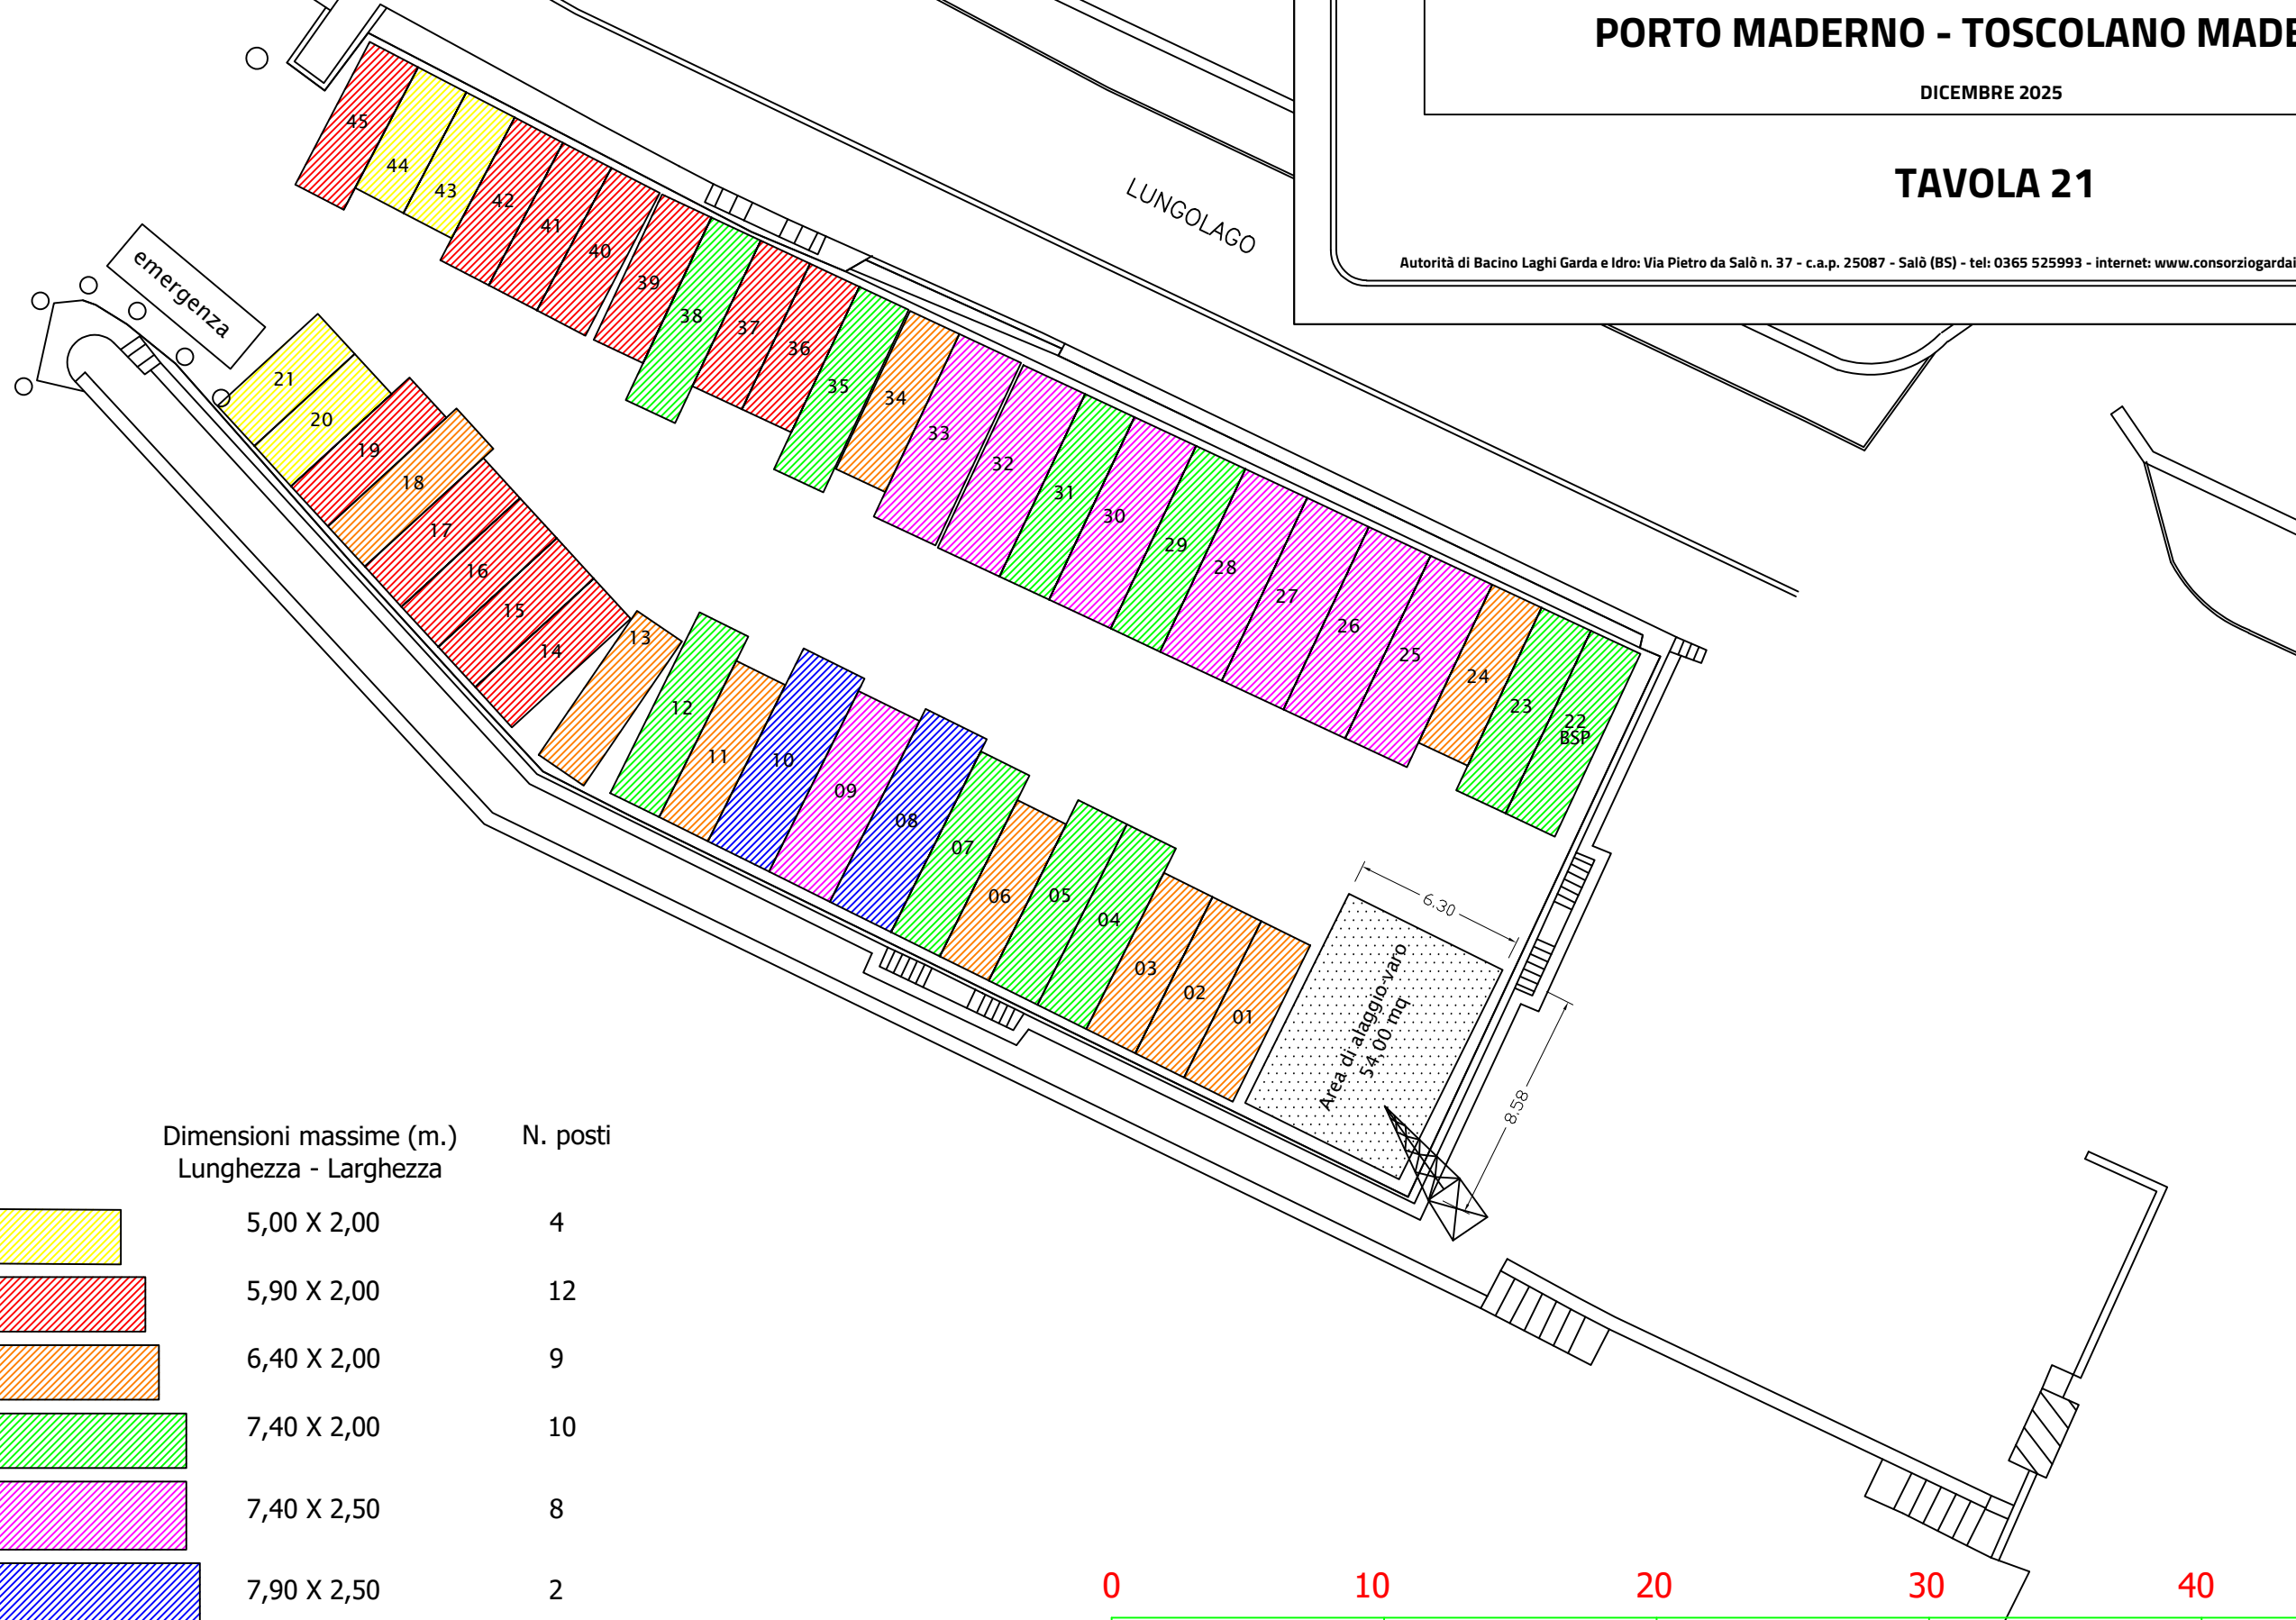 PORTO MADERNO - TOSCOLANO MADE
DICEMBRE 2025
TAVOLA 21
Autorità di Bacino Laghi Garda e Idro: Via Pietro da Salò n. 37 - c.a.p. 25087 - Salò (BS) - tel: 0365 525993 - internet: www.consorziogardai
LUNGOLAGO
emergenza
45
44
43
42
41
40
39
38
37
36
35
34
33
32
31
30
29
28
27
26
25
24
23
22
BSP
21
20
19
18
17
16
15
14
13
12
11
10
09
08
07
06
05
04
03
02
01
6.30
Area di alaggio-varo
54,00 mq
8.58
Dimensioni massime (m.) N. posti
Lunghezza - Larghezza
5,00 X 2,00 4
5,90 X 2,00 12
6,40 X 2,00 9
7,40 X 2,00 10
7,40 X 2,50 8
7,90 X 2,50 2
0 10 20 30 40